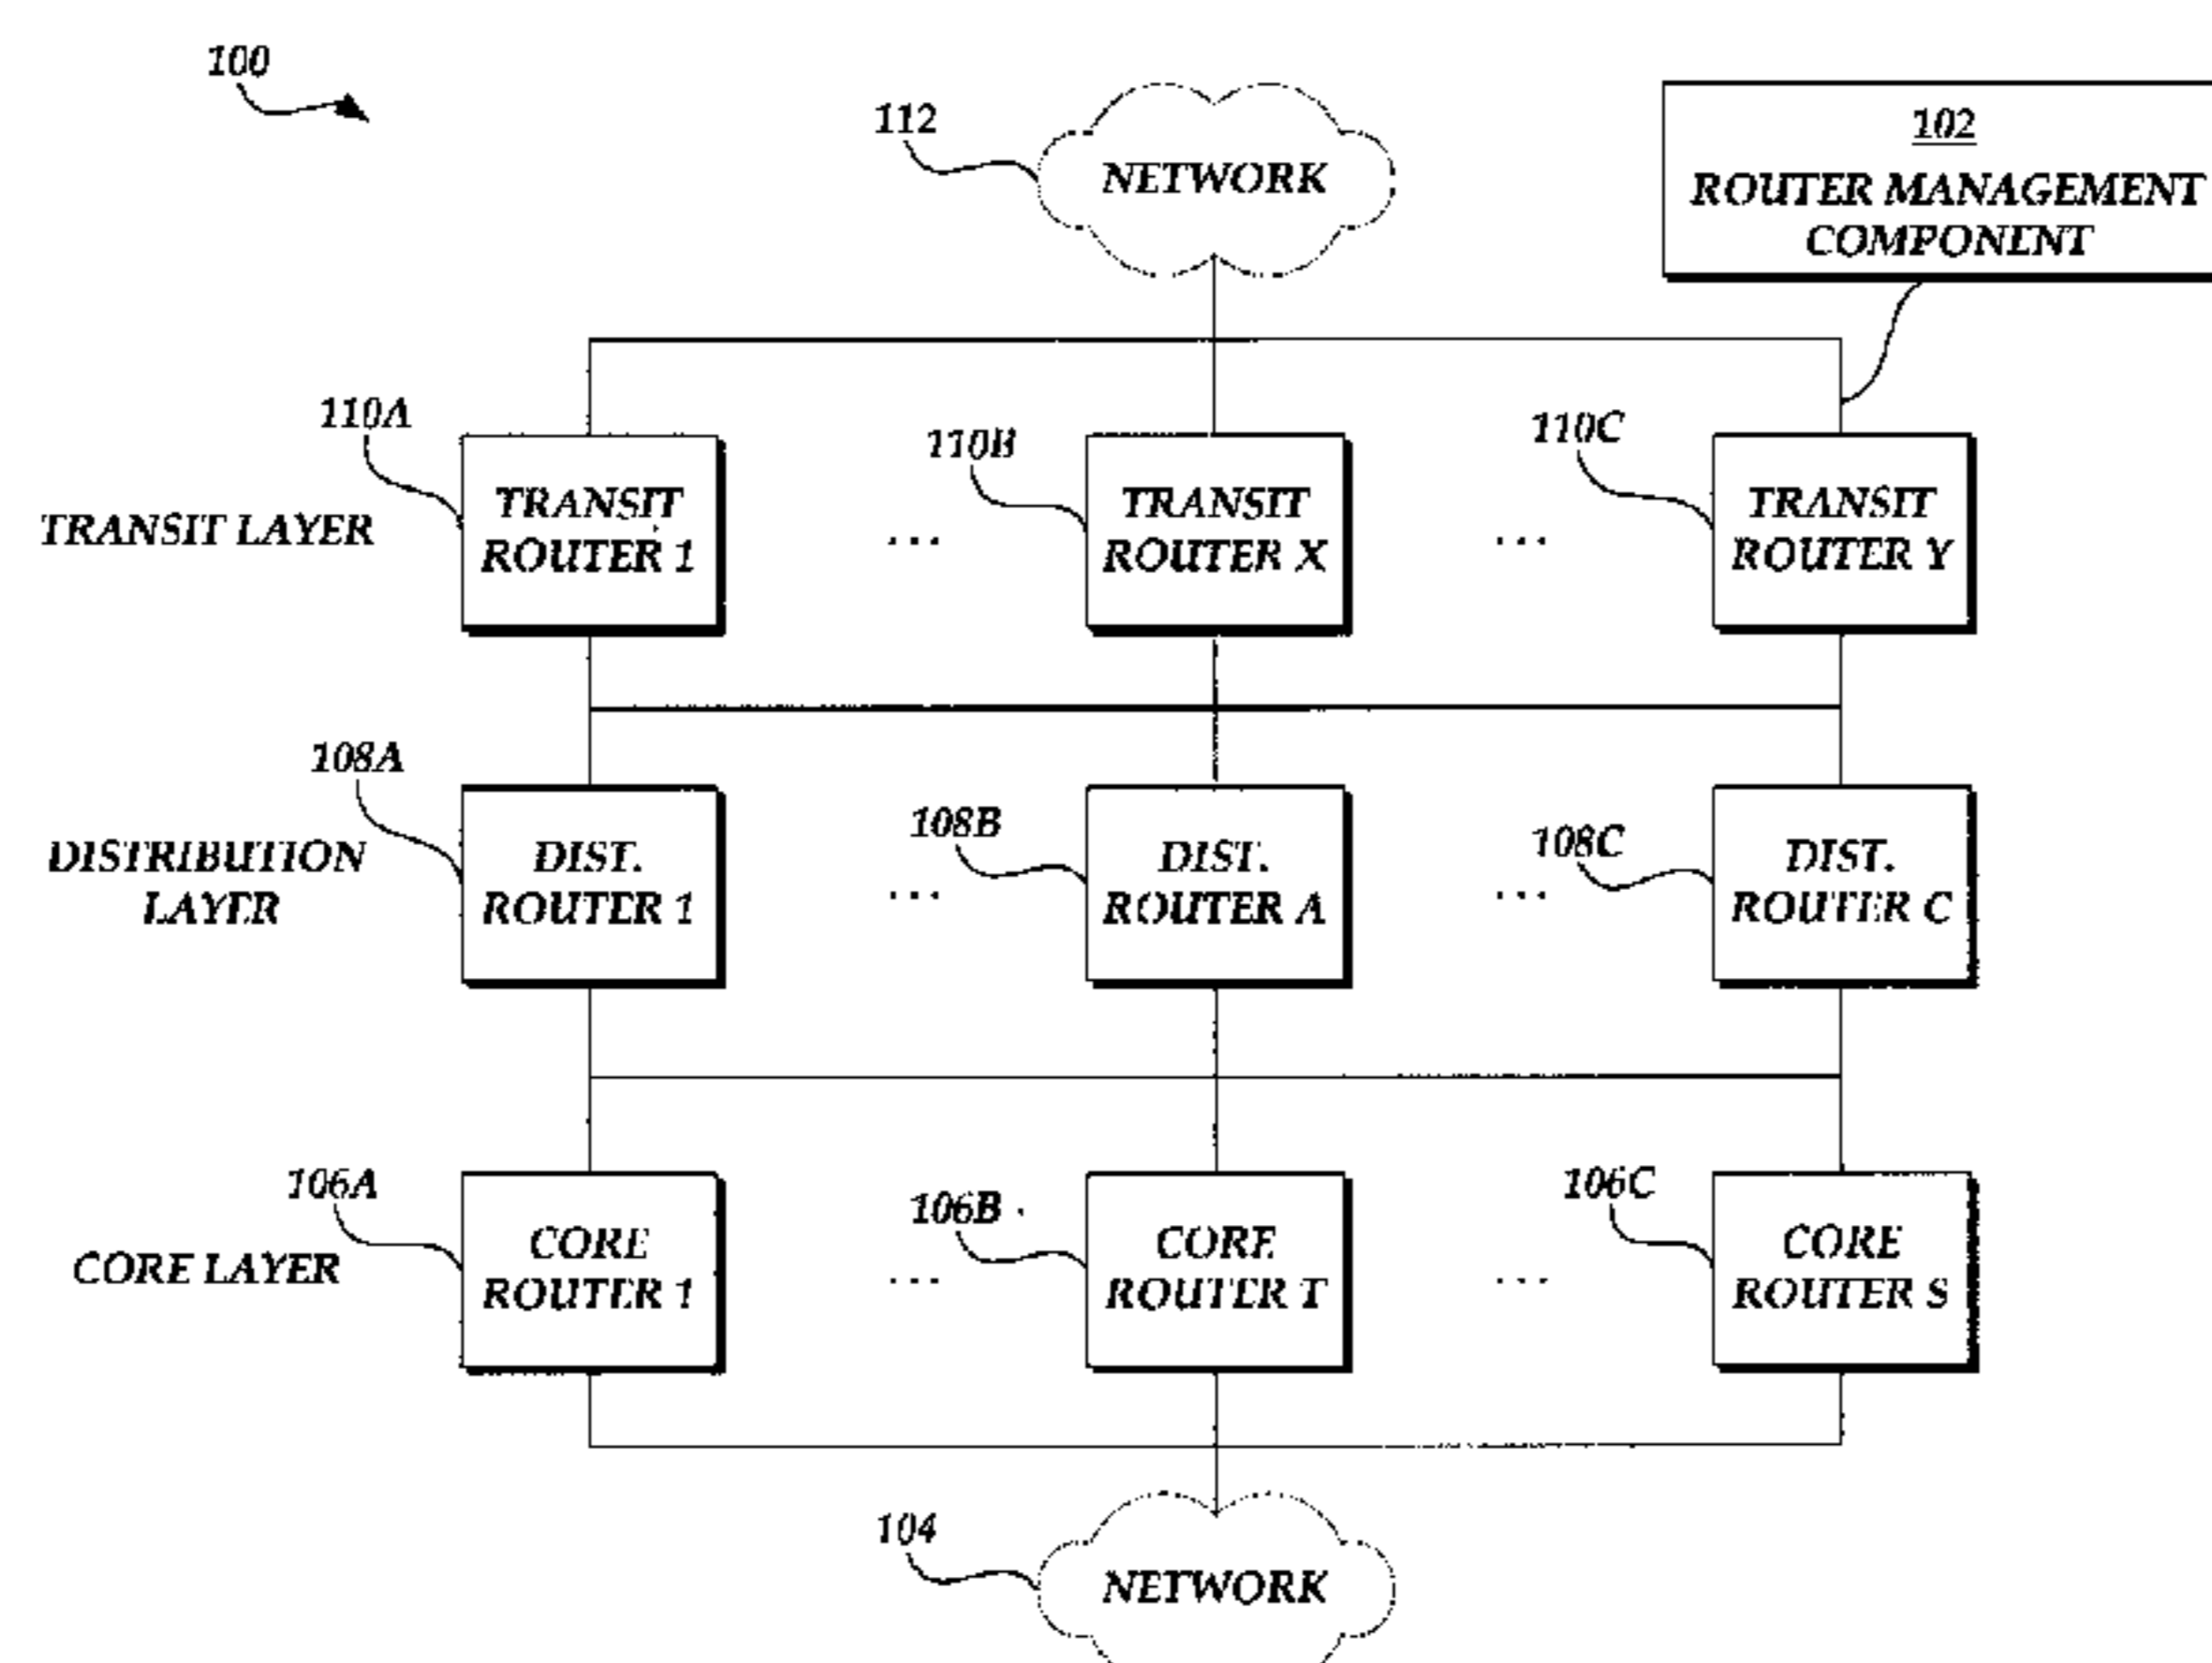 100
112
NETWORK
102
ROUTER MANAGEMENT
COMPONENT
110A
110B
110C
TRANSIT LAYER
TRANSIT
ROUTER 1
...
TRANSIT
ROUTER X
...
TRANSIT
ROUTER Y
108A
108B
108C
DISTRIBUTION
LAYER
DIST.
ROUTER 1
...
DIST.
ROUTER A
...
DIST.
ROUTER C
106A
106B
106C
CORE LAYER
CORE
ROUTER 1
...
CORE
ROUTER T
...
CORE
ROUTER S
104
NETWORK